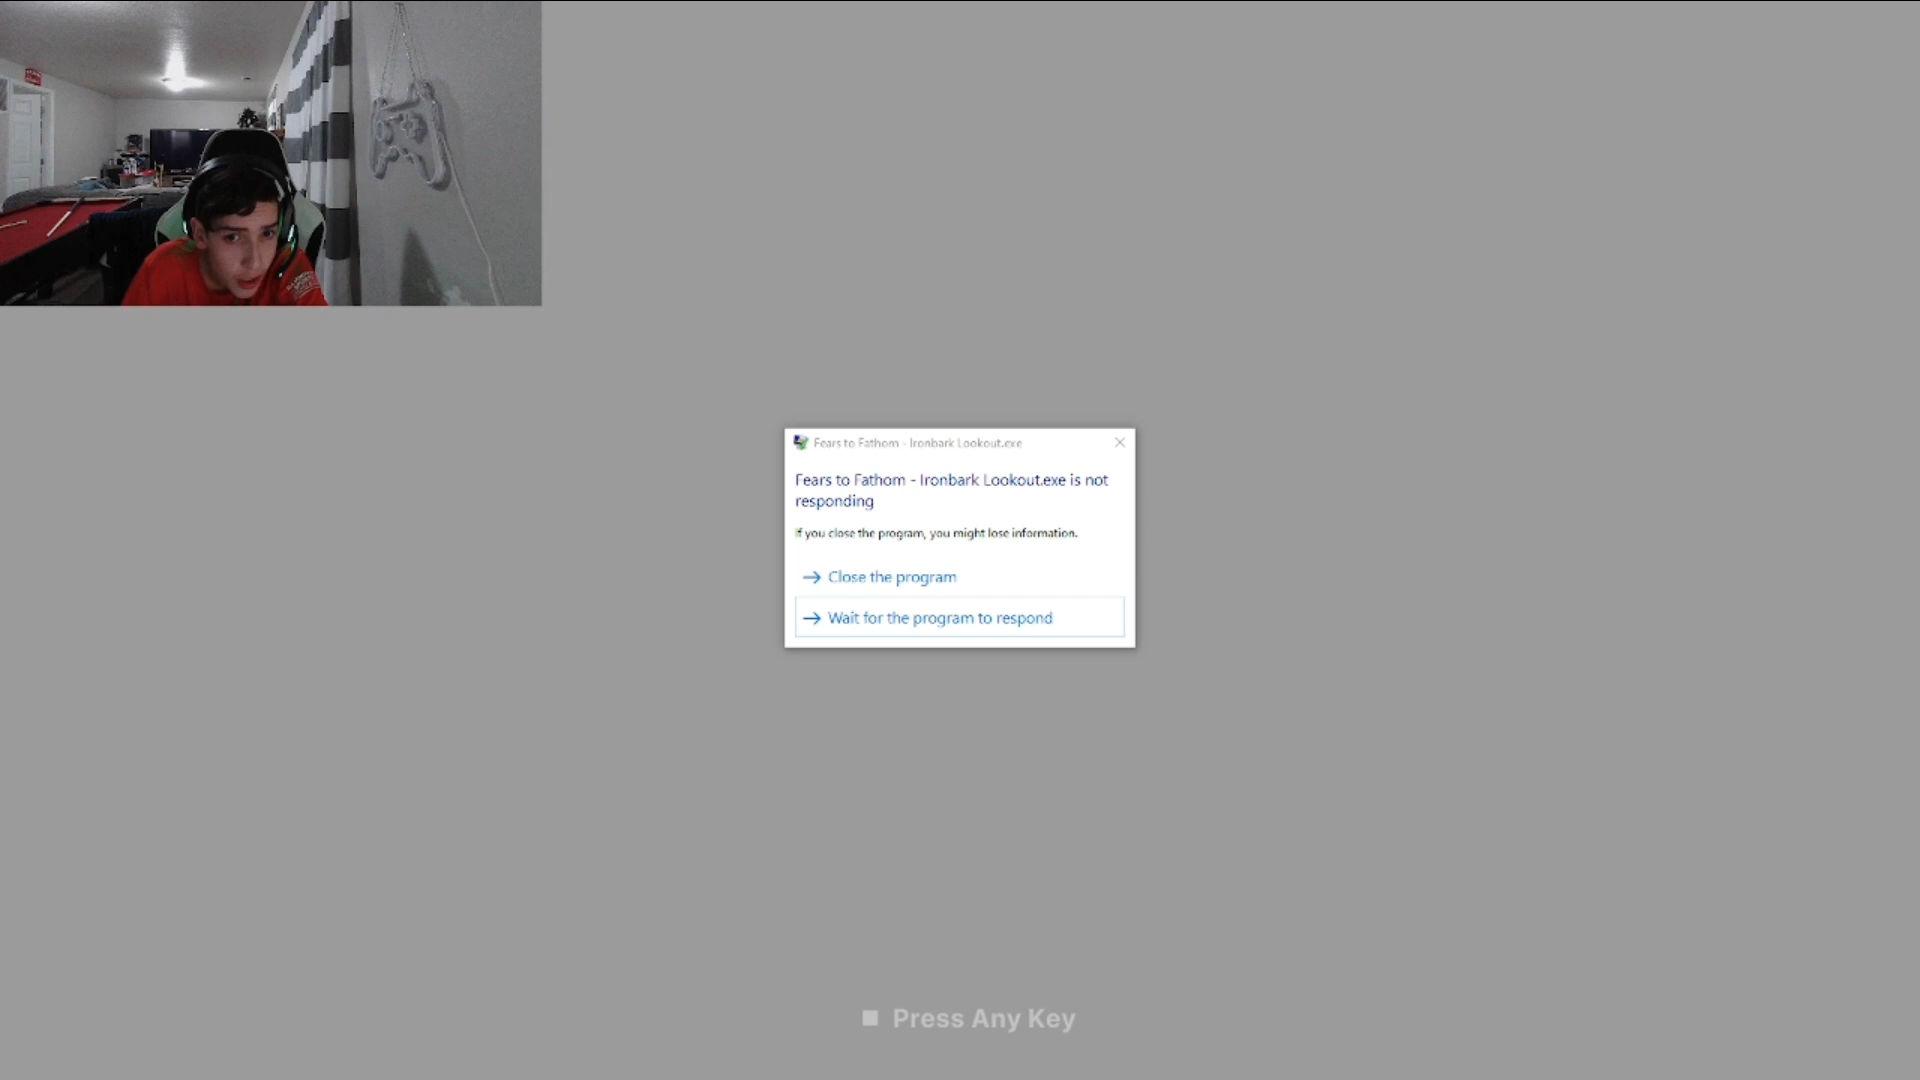 Fears to Fathom - Ironbark Lookout.exe
Fears to Fathom - Ironbark Lookout.exe is not
responding
If you close the program, you might lose information.
Close the program
Wait for the program to respond
Press Any Key